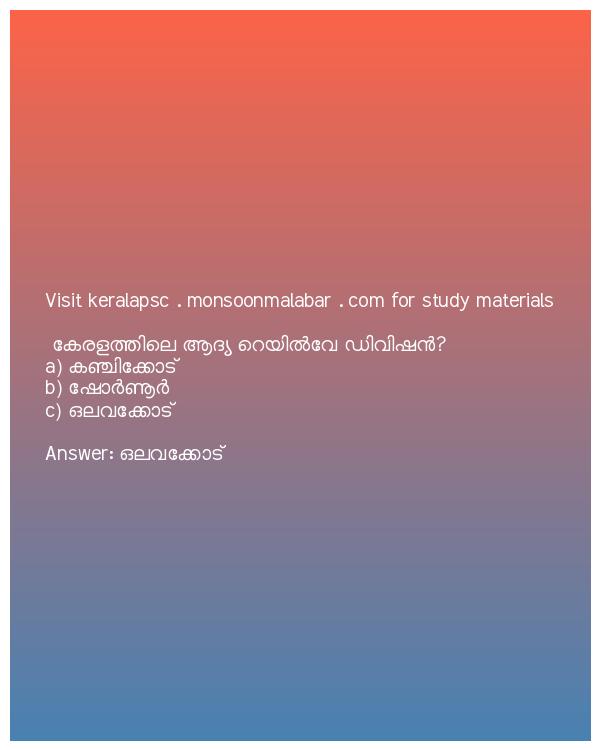 Visit keralapsc . monsoonmalabar . com for study materials
കേരളത്തിലെ ആദ്യ റെയിൽവേ ഡിവിഷൻ?
a) കഞ്ചിക്കോട്
b) ഷോർണൂർ
c) ഒലവക്കോട്
Answer: ഒലവക്കോട്